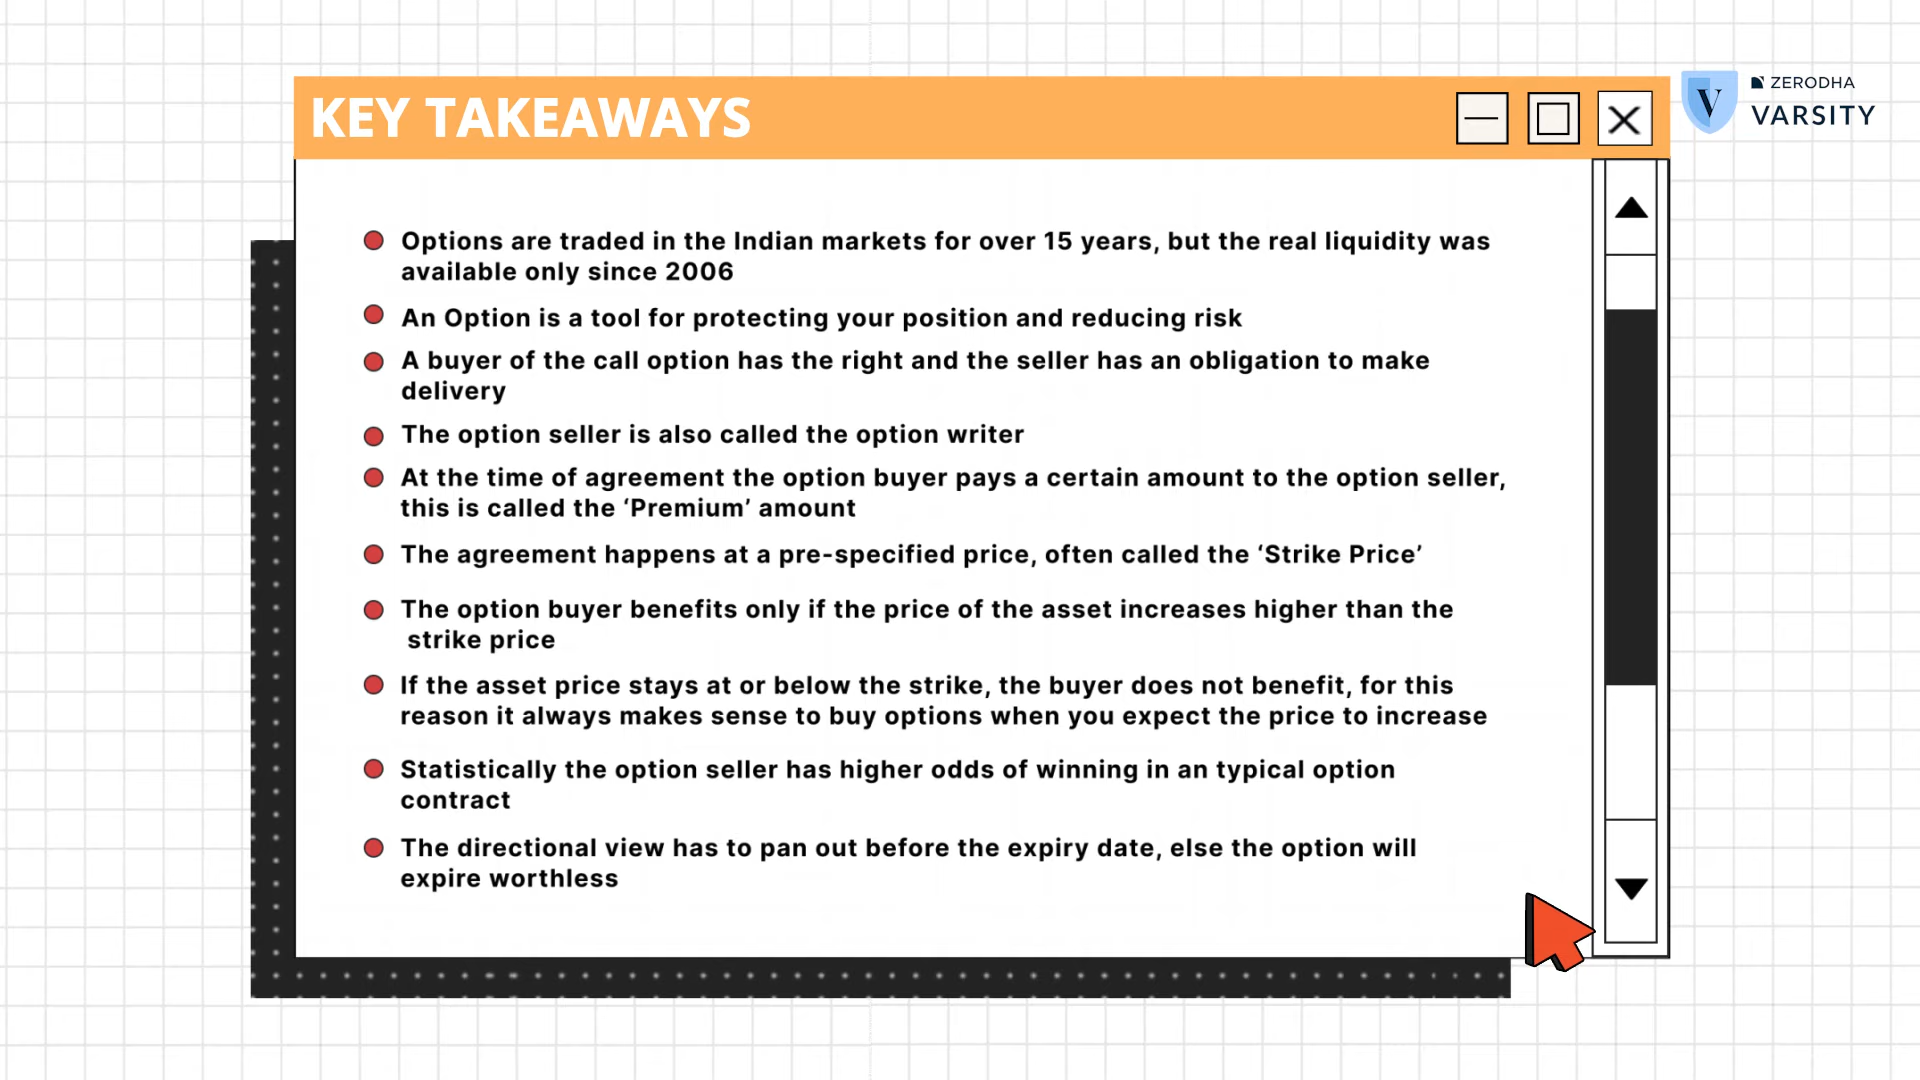 KEY TAKEAWAYS
ZERODHA
VARSITY
Options are traded in the Indian markets for over 15 years, but the real liquidity was
available only since 2006
An Option is a tool for protecting your position and reducing risk
A buyer of the call option has the right and the seller has an obligation to make
delivery
The option seller is also called the option writer
At the time of agreement the option buyer pays a certain amount to the option seller,
this is called the ‘Premium’ amount
The agreement happens at a pre-specified price, often called the ‘Strike Price’
The option buyer benefits only if the price of the asset increases higher than the
strike price
If the asset price stays at or below the strike, the buyer does not benefit, for this
reason it always makes sense to buy options when you expect the price to increase
Statistically the option seller has higher odds of winning in an typical option
contract
The directional view has to pan out before the expiry date, else the option will
expire worthless